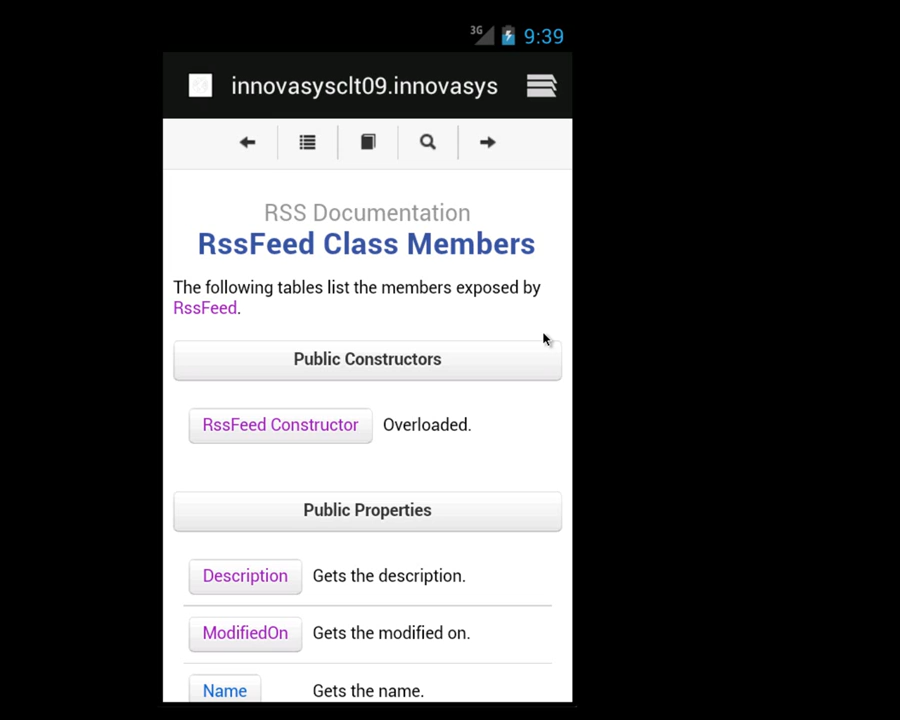 3G 9:39
innovasysclt09.innovasys
RSS Documentation
RssFeed Class Members
The following tables list the members exposed by
RssFeed.
Public Constructors
RssFeed Constructor Overloaded.
Public Properties
Description Gets the description.
ModifiedOn Gets the modified on.
Name Gets the name.